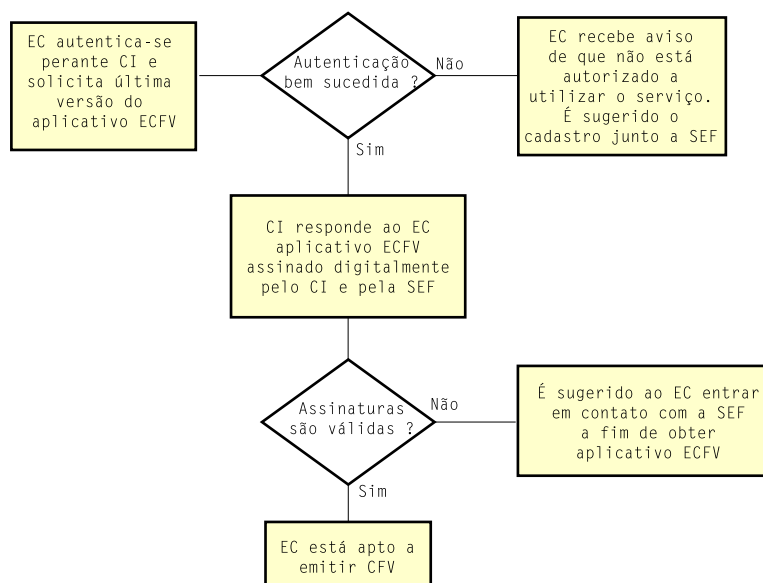 EC autentica-se
perante CI e
solicita última
versão do
aplicativo ECFV
Autenticação
bem sucedida ?
Não
EC recebe aviso
de que não está
autorizado a
utilizar o serviço.
É sugerido o
cadastro junto a SEF
Sim
CI responde ao EC
aplicativo ECFV
assinado digitalmente
pelo CI e pela SEF
Assinaturas
são válidas ?
Não
É sugerido ao EC entrar
em contato com a SEF
a fim de obter
aplicativo ECFV
Sim
EC está apto a
emitir CFV